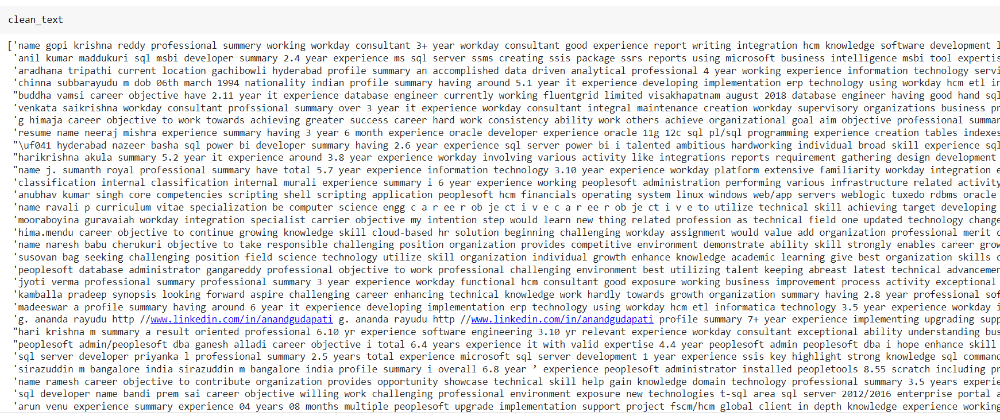 clean_text
['name gopi krishna reddy professional summery working workday consultant 3+ year workday consultant good experience report writing integration hcm knowledge software development
'anil kumar maddukuri sql msbi developer summary 2.4 year experience ms sql server ssms creating ssis package ssrs reports using microsoft business intelligence msbi tool expertis
'aradhana tripathi current location gachibowli hyderabad profile summary an accomplished data driven analytical professional 4 year working experience information technology servi
'chinna subbarayudu m dob 06th march 1994 nationality indian profile summary having around 5.1 year it experience developing implementation erp technology using workday hcm etl in
"buddha vamsi career objective have 2.11 year it experience database engineer currently working fluentgrid limited visakhapatnam august 2018 database engineer having good hand sql
'venkata saikrishna workday consultant profssional summary over 3 year it experience workday consultant integral maintenance creation workday supervisory organizations business pr
'g himaja career objective to work towards achieving greater success career hard work consistency ability work others achieve organizational goal aim objective professional summar
'resume name neeraj mishra experience summary having 3 year 6 month experience oracle developer experience oracle 11g 12c sql pl/sql programming experience creation tables indexes
"\uf041 hyderabad nazeer basha sql power bi developer summary having 2.6 year experience sql server power bi i talented ambitious hardworking individual broad skill experience sql
"harikrishna akula summary 5.2 year it experience around 3.8 year experience workday involving various activity like integrations reports requirement gathering design development
"name j. sumanth royal professional summary have total 5.7 year experience information technology 3.10 year experience workday platform extensive familiarity workday integration e
'classification internal classification internal murali experience summary i 6 year experience working peoplesoft administration performing various infrastructure related activity
'anubhav kumar singh core competencies scripting shell scripting application peoplesoft hcm financials operating system linux windows web/app servers weblogic tuxedo rdbms oracle
'name ravali p curriculum vitae specialization be computer science engg c a r ee r ob je ct i v e c a r ee r ob je ct i v e to utilize technical skill achieving target developing
'mooraboyina guravaiah workday integration specialist carrier objective my intention step would learn new thing related profession as technical field one updated technology change
'hima.mendu career objective to continue growing knowledge skill cloud-based hr solution beginning challenging workday assignment would value add organization professional merit c
'name naresh babu cherukuri objective to take responsible challenging position organization provides competitive environment demonstrate ability skill strongly enables career grow
'susovan bag seeking challenging position field science technology utilize skill organization individual growth enhance knowledge academic learning give best organization skills c
'peoplesoft database administrator gangareddy professional objective to work professional challenging environment best utilizing talent keeping abreast latest technical advancemen
'jyoti verma professional summary professional summary 3 year experience workday functional hcm consultant good exposure working business improvement process activity exceptional
'kamballa pradeep synopsis looking forward aspire challenging career enhancing technical knowledge work hardly towards growth organization summary having 2.8 year professional sof
'madeeswar a profile summary having around 6 year it experience developing implementation erp technology using workday hcm etl informatica technology 3.5 year experience workday i
'g. ananda rayudu http //www.linkedin.com/in/anandgudapati g. ananda rayudu http //www.linkedin.com/in/anandgudapati profile summary 7+ year experience implementing upgrading supp
"hari krishna m summary a result oriented professional 6.10 yr experience software engineering 3.10 yr relevant experience workday consultant exceptional ability understanding bus
"peoplesoft admin/peoplesoft dba ganesh alladi career objective i total 6.4 years experience it with valid expertise 4.4 year peoplesoft admin peoplesoft dba i hope enhance skill
'sql server developer priyanka l professional summary 2.5 years total experience microsoft sql server development 1 year experience ssis key highlight strong knowledge sql command
'sirazuddin m bangalore india sirazuddin m bangalore india profile summary i overall 6.8 year ’ experience peoplesoft administrator installed peopletools 8.55 scratch including pr
'name ramesh career objective to contribute organization provides opportunity showcase technical skill help gain knowledge domain technology professional summary 3.5 years experie
'sql developer name bandi prem sai career objective willing work challenging professional environment exposure new technologies t-sql area sql server 2012/2016 enterprise portal a
'arun venu experience summary experience 04 years 08 months multiple peoplesoft upgrade implementation support project fscm/hcm global client in depth knowledge experience working